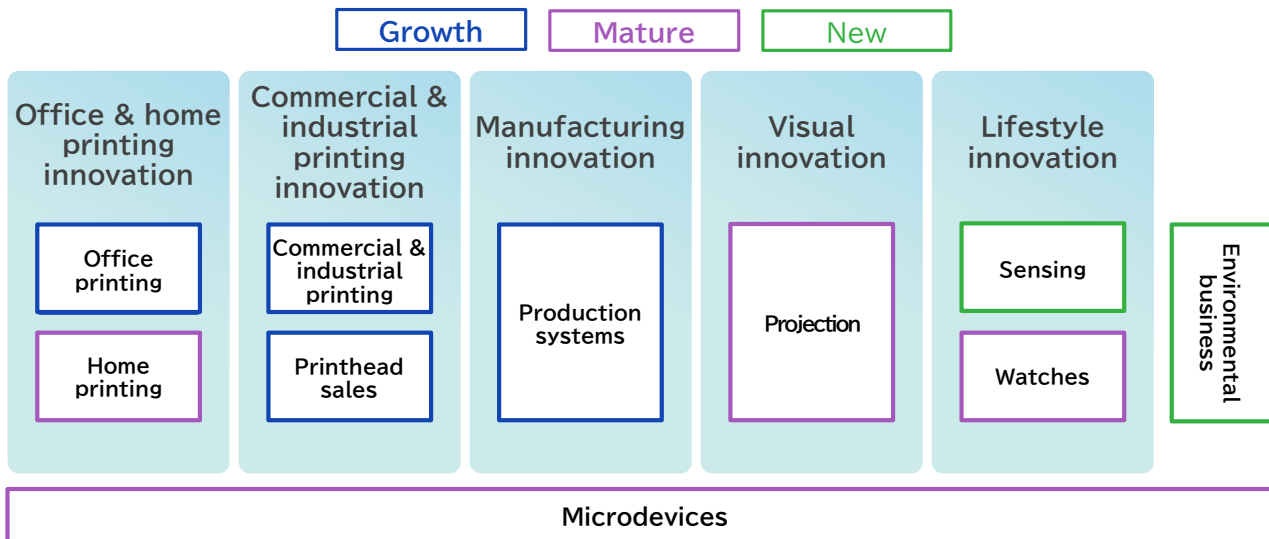 Growth
Mature
New
Office & home
printing
innovation
Commercial &
industrial
printing
innovation
Manufacturing
innovation
Visual
innovation
Lifestyle
innovation
Office
printing
Home
printing
Commercial &
industrial
printing
Printhead
sales
Production
systems
Projection
Sensing
Watches
Environmental
business
Microdevices